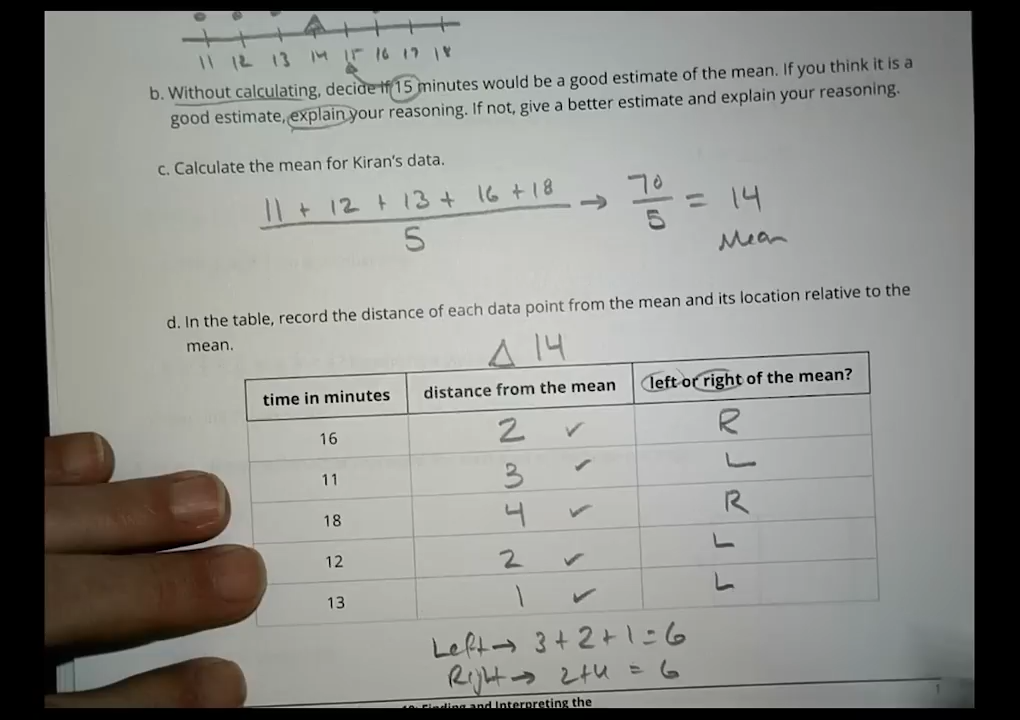 11 12 13 14 15 16 17 18
b. Without calculating, decide if 15 minutes would be a good estimate of the mean. If you think it is a
good estimate, explain your reasoning. If not, give a better estimate and explain your reasoning.
c. Calculate the mean for Kiran's data.
11 + 12 + 13 + 16 + 18 → 70 = 14
5 5
Mean
d. In the table, record the distance of each data point from the mean and its location relative to the
mean.
△ 14
time in minutes distance from the mean left or right of the mean?
16 2 ✓ R
11 3 ✓ L
18 4 ✓ R
12 2 ✓ L
13 1 ✓ L
Left → 3 + 2 + 1 = 6
Right → 2 + 4 = 6
and Interpreting the
1